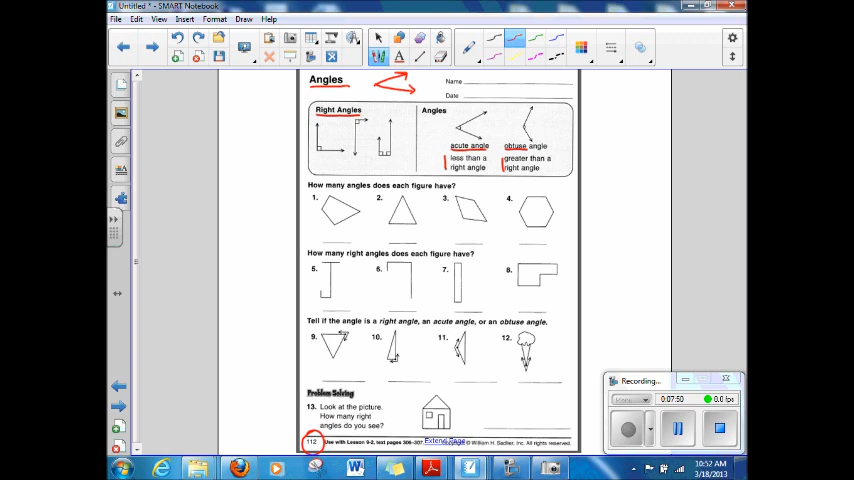 Untitled * - SMART Notebook
File Edit View Insert Format Draw Help
Angles
Name
Date
Right Angles
Angles
acute angle
obtuse angle
less than a
right angle
greater than a
right angle
How many angles does each figure have?
1. 2. 3. 4.
How many right angles does each figure have?
5. 6. 7. 8.
Tell if the angle is a right angle, an acute angle, or an obtuse angle.
9. 10. 11. 12.
Problem Solving
13. Look at the picture.
How many right
angles do you see?
112 Use with Lesson 9-2, text pages 306-307.
Extend Page
Copyright © William H. Sadlier, Inc. All rights reserved.
Recording...
Menu
0:07:50
8.0 fps
10:52 AM
3/18/2013